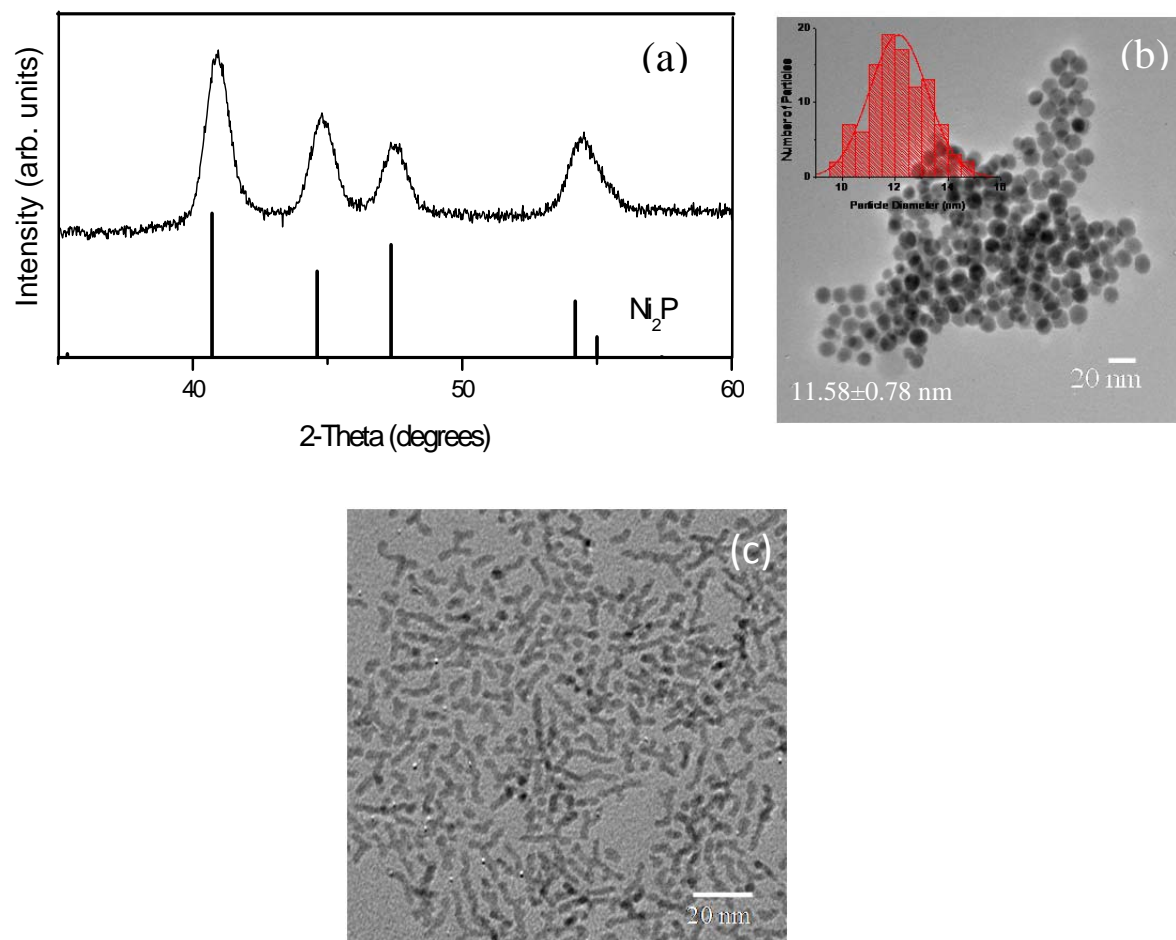 (a)
Intensity (arb. units)
Ni₂P
40 50 60
2-Theta (degrees)
(b)
20
10
0
Number of Particles
10 12 14 16
Particle Diameter (nm)
11.58±0.78 nm
20 nm
(c)
20 nm